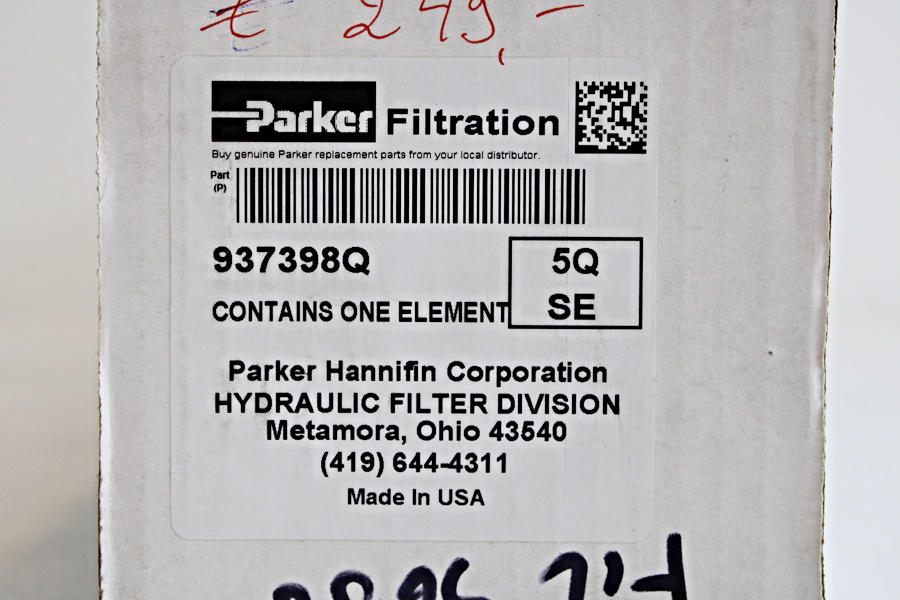 € 249,-
Parker Filtration
Buy genuine Parker replacement parts from your local distributor.
Part
(P)
937398Q
5Q
CONTAINS ONE ELEMENT
SE
Parker Hannifin Corporation
HYDRAULIC FILTER DIVISION
Metamora, Ohio 43540
(419) 644-4311
Made In USA